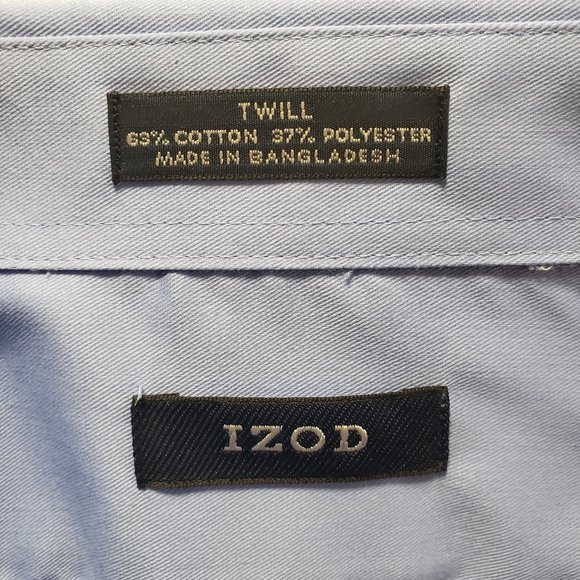 TWILL
63% COTTON 37% POLYESTER
MADE IN BANGLADESH
IZOD